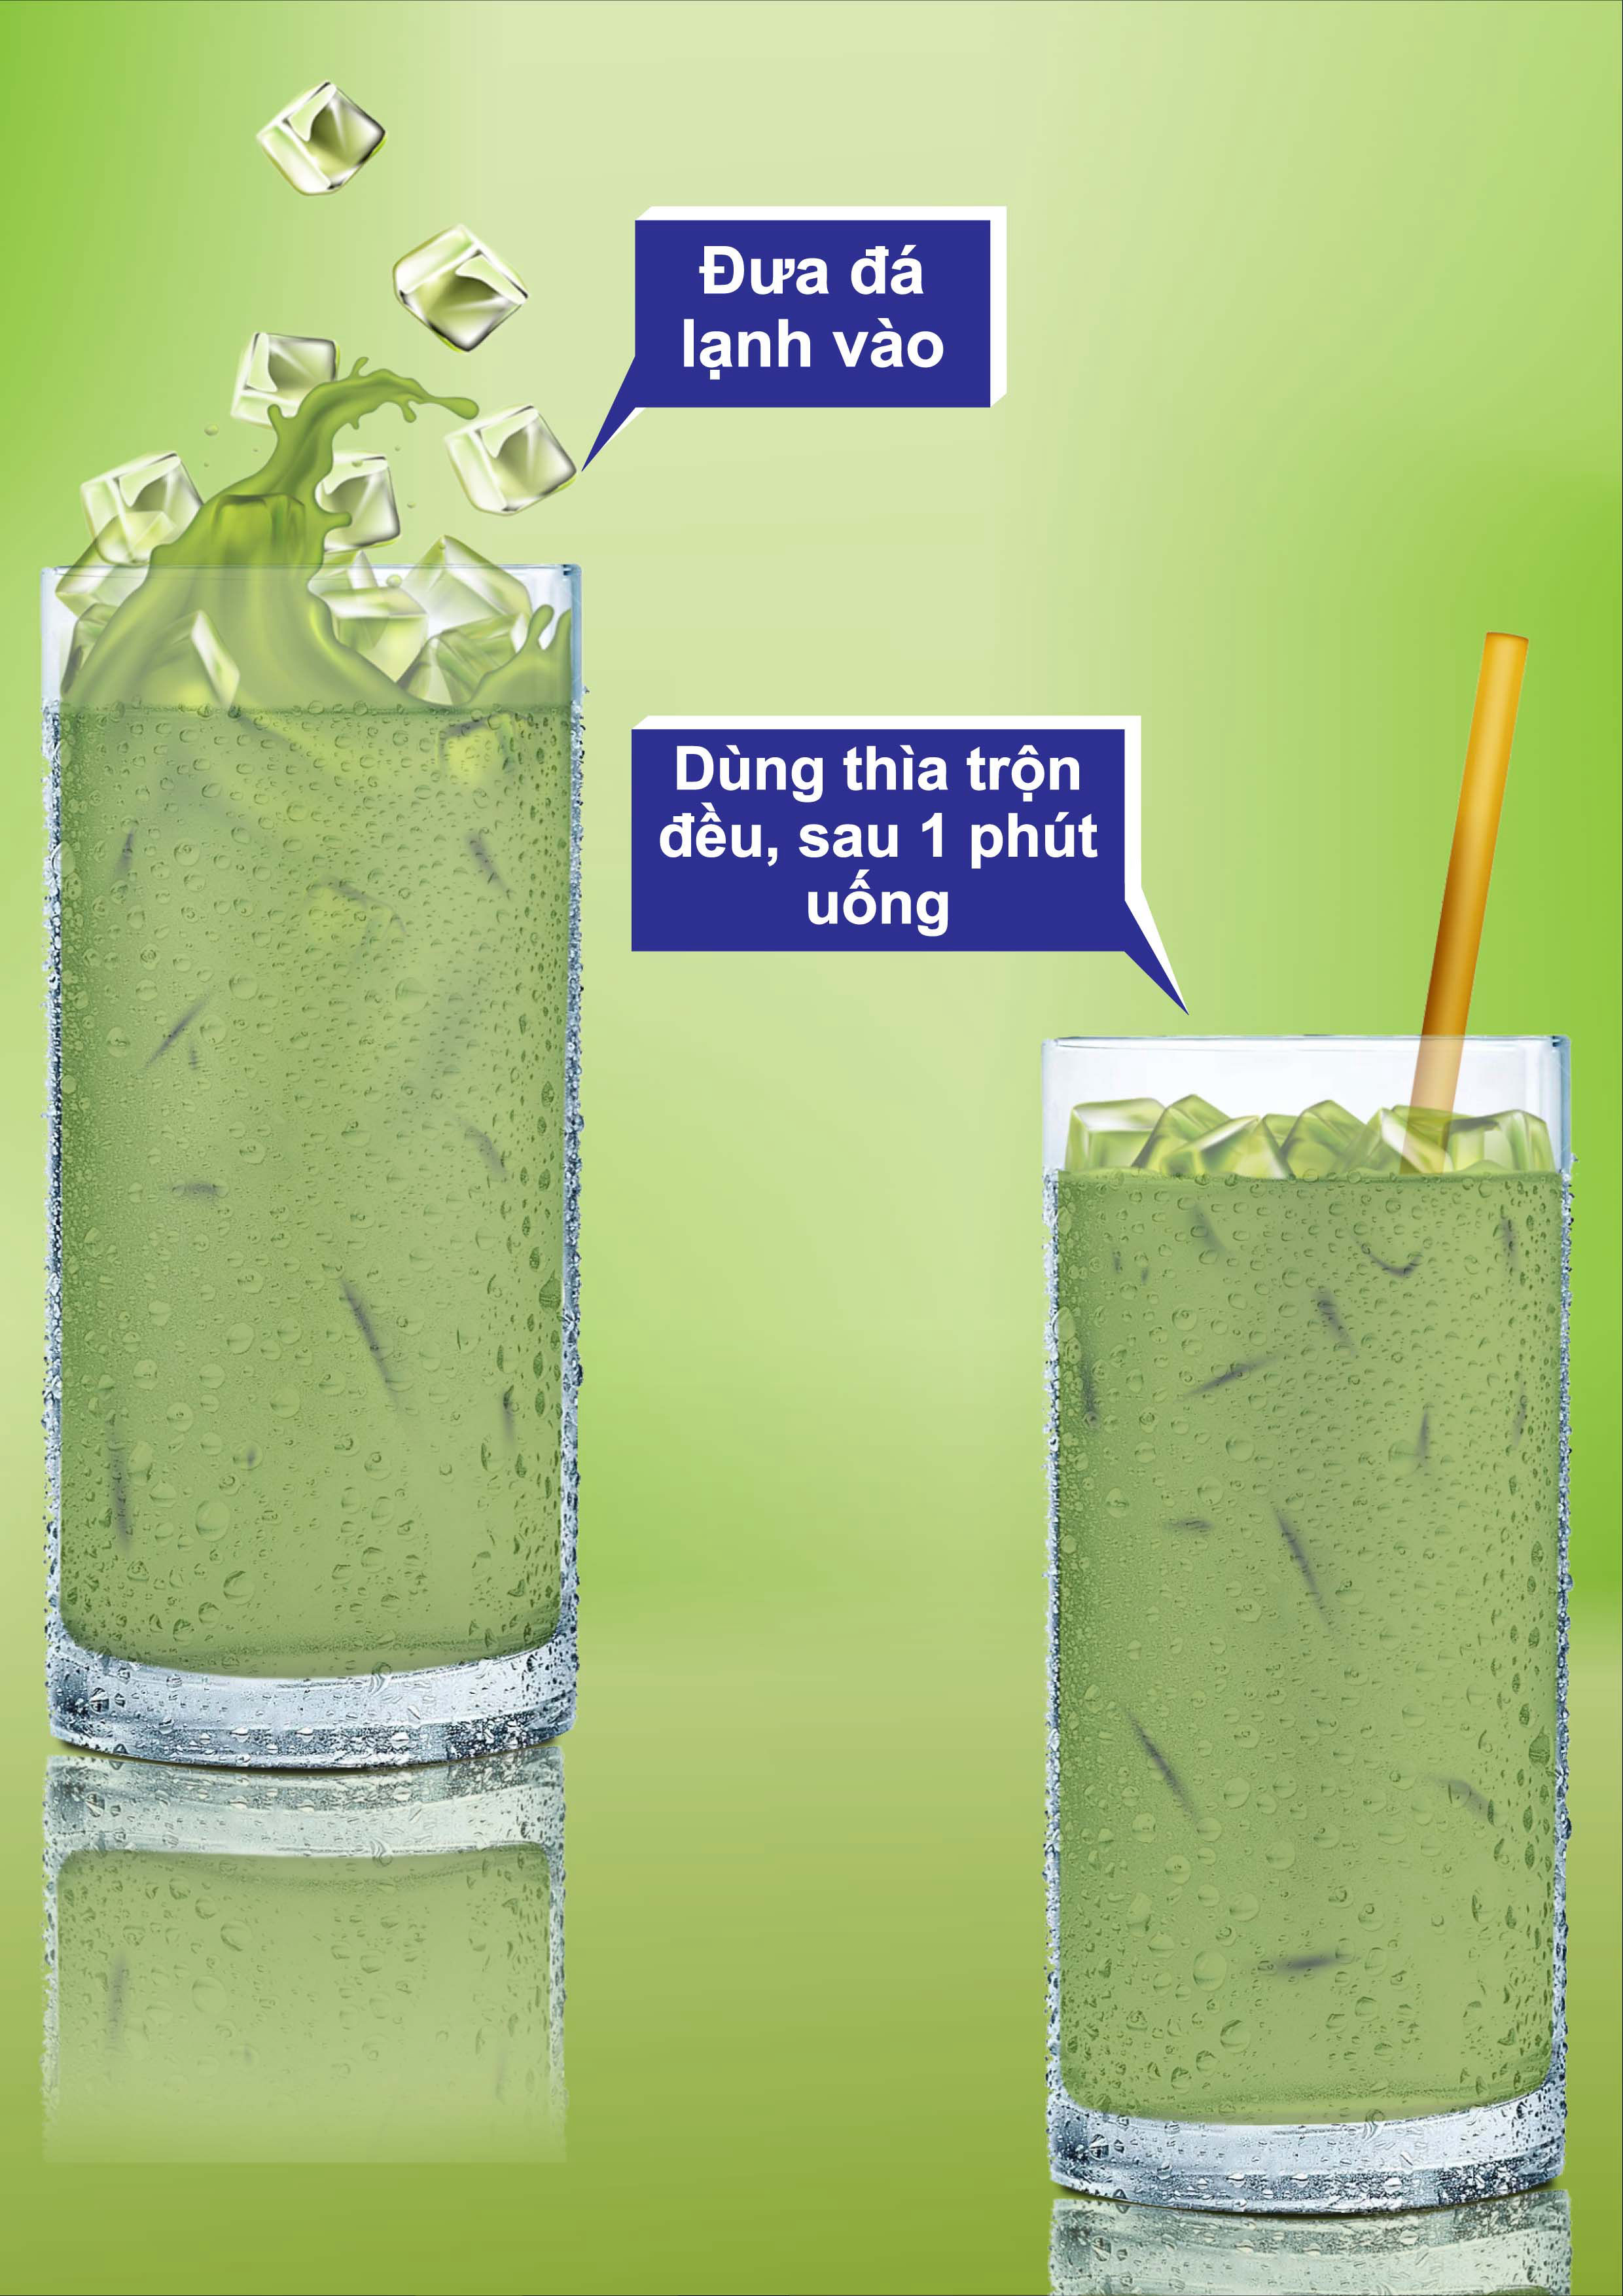 Đưa đá
lạnh vào
Dùng thìa trộn
đều, sau 1 phút
uống